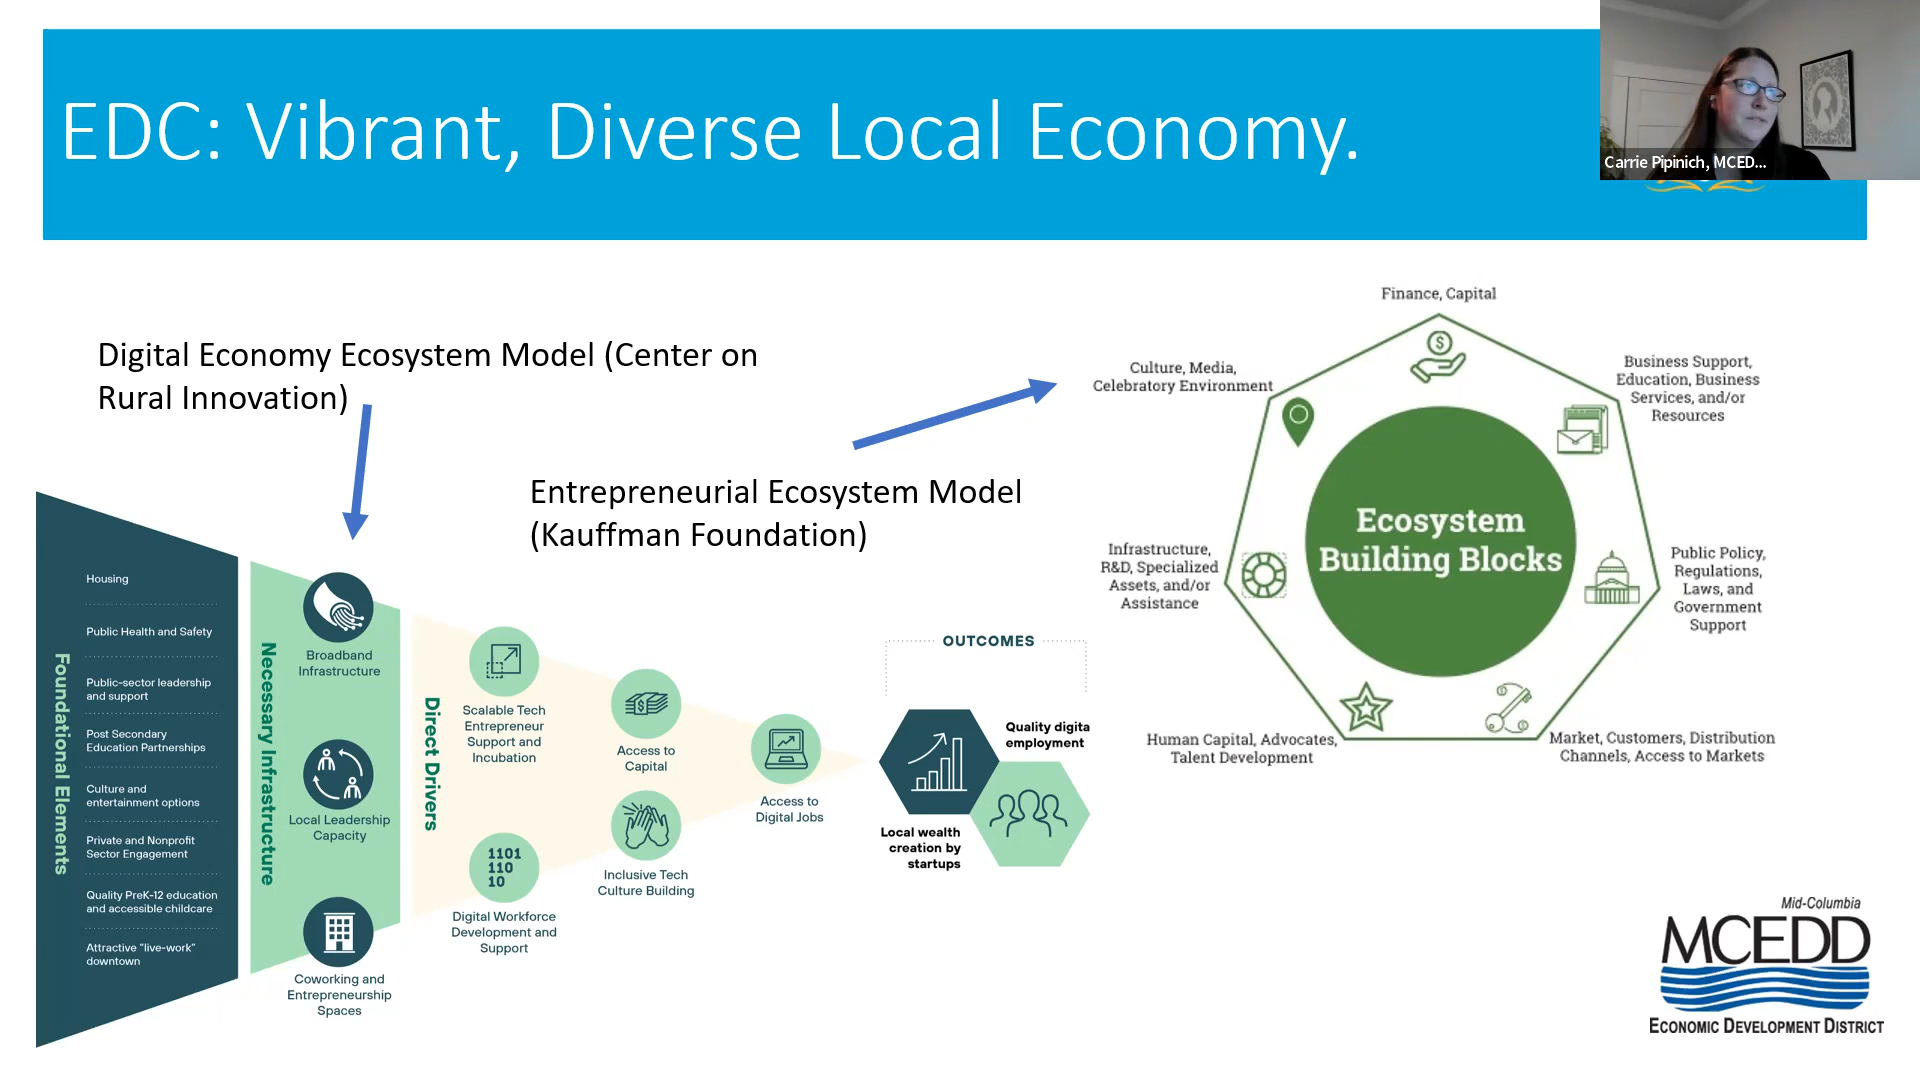 EDC: Vibrant, Diverse Local Economy.
Carrie Pipinich, MCED...
Digital Economy Ecosystem Model (Center on
Rural Innovation)
Entrepreneurial Ecosystem Model
(Kauffman Foundation)
Foundational Elements
Housing
Public Health and Safety
Public-sector leadership
and support
Post Secondary
Education Partnerships
Culture and
entertainment options
Private and Nonprofit
Sector Engagement
Quality PreK-12 education
and accessible childcare
Attractive "live-work"
downtown
Necessary Infrastructure
Broadband
Infrastructure
Local Leadership
Capacity
Coworking and
Entrepreneurship
Spaces
Direct Drivers
Scalable Tech
Entrepreneur
Support and
Incubation
1101
110
10
Digital Workforce
Development and
Support
Access to
Capital
Inclusive Tech
Culture Building
Access to
Digital Jobs
OUTCOMES
Quality digita
employment
Local wealth
creation by
startups
Finance, Capital
Business Support,
Education, Business
Services, and/or
Resources
Public Policy,
Regulations,
Laws, and
Government
Support
Market, Customers, Distribution
Channels, Access to Markets
Human Capital, Advocates,
Talent Development
Infrastructure,
R&D, Specialized
Assets, and/or
Assistance
Culture, Media,
Celebratory Environment
Ecosystem
Building Blocks
Mid-Columbia
MCEDD
ECONOMIC DEVELOPMENT DISTRICT